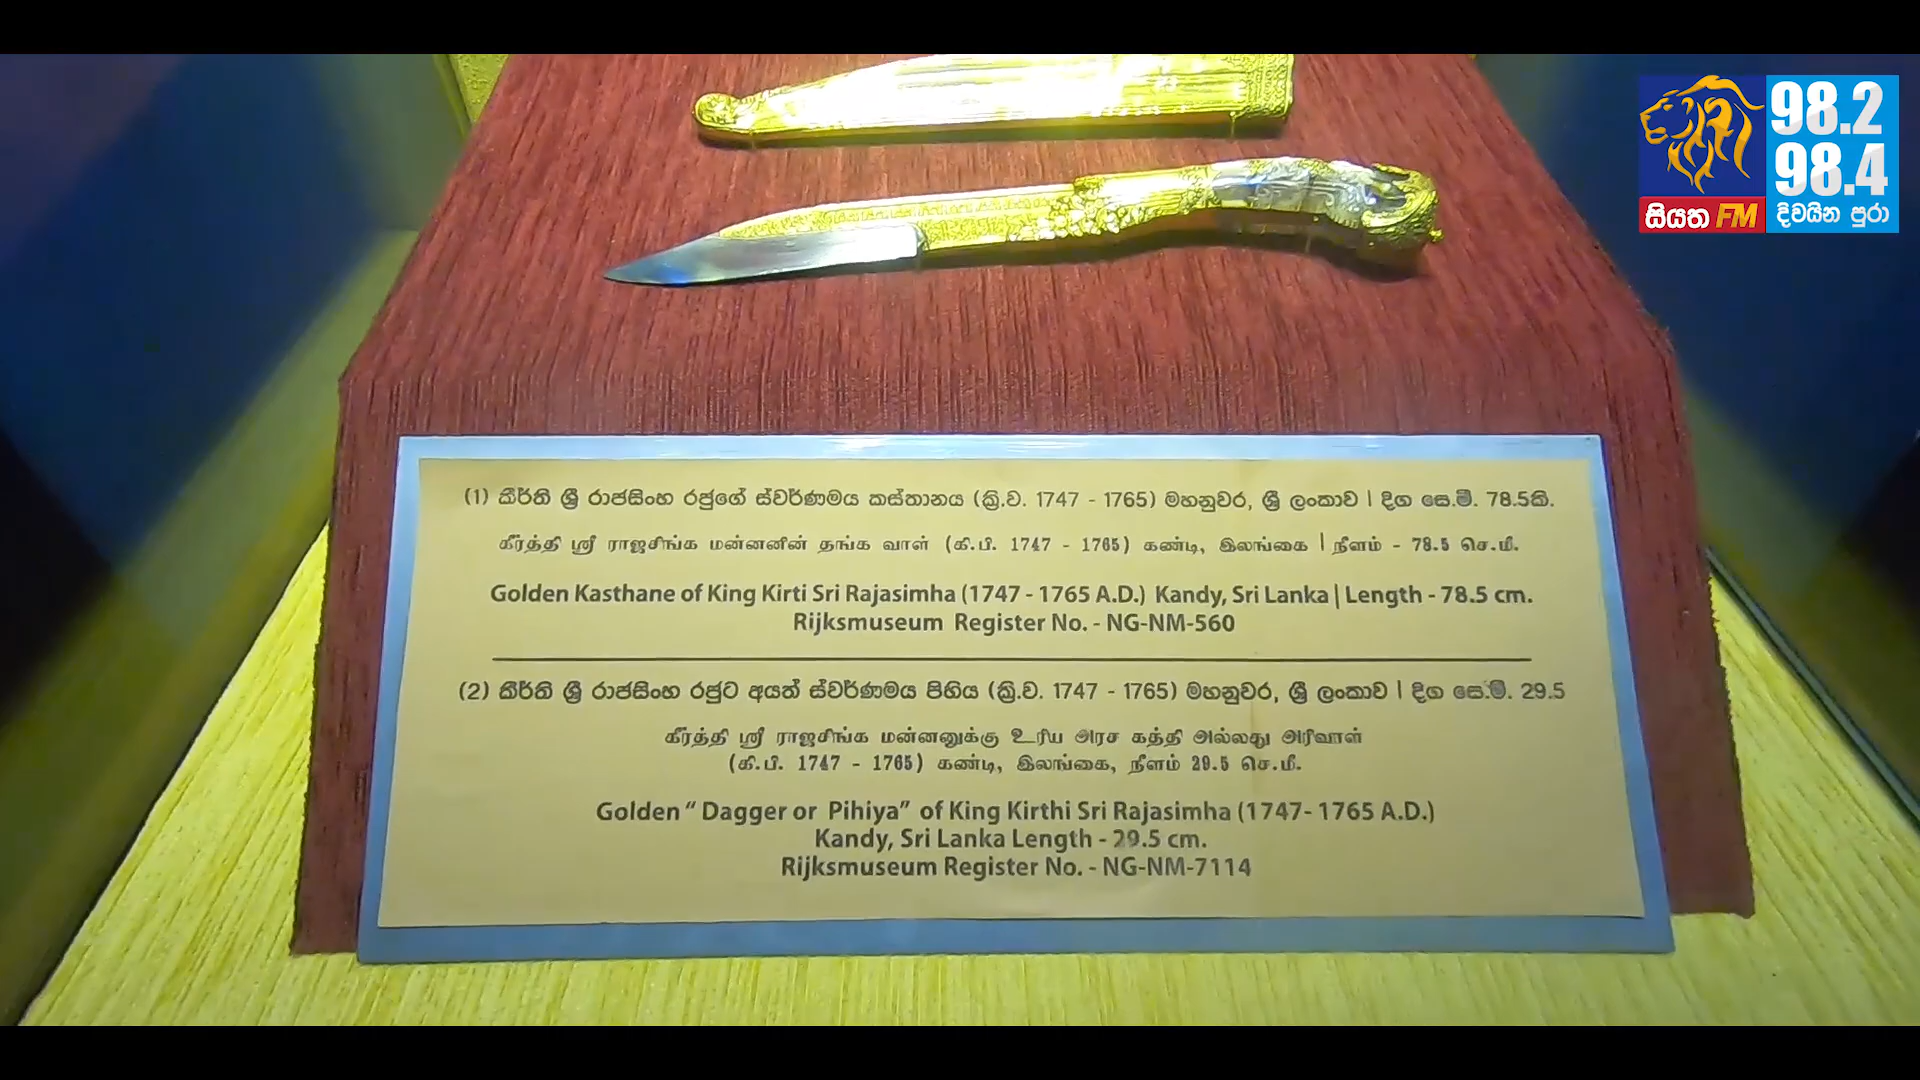 98.2
98.4
සියත FM
දිවයින පුරා
(1) කීර්ති ශ්‍රී රාජසිංහ රජුගේ ස්වර්ණමය කස්තානය (ක්‍රි.ව. 1747 - 1765) මහනුවර, ශ්‍රී ලංකාව | දිග සෙ.මී. 78.5කි.
கீர்த்தி ஸ்ரீ ராஜசிங்க மன்னனின் தங்க வாள் (கி.பி. 1747 - 1765) கண்டி, இலங்கை | நீளம் - 78.5 செ.மீ.
Golden Kasthane of King Kirti Sri Rajasimha (1747 - 1765 A.D.) Kandy, Sri Lanka | Length - 78.5 cm.
Rijksmuseum Register No. - NG-NM-560
(2) කීර්ති ශ්‍රී රාජසිංහ රජුට අයත් ස්වර්ණමය පිහිය (ක්‍රි.ව. 1747 - 1765) මහනුවර, ශ්‍රී ලංකාව | දිග සෙ.මී. 29.5
கீர்த்தி ஸ்ரீ ராஜசிங்க மன்னனுக்கு உரிய அரச கத்தி அல்லது அரிவாள்
(கி.பி. 1747 - 1765) கண்டி, இலங்கை, நீளம் 29.5 செ.மீ.
Golden “ Dagger or Pihiya” of King Kirthi Sri Rajasimha (1747- 1765 A.D.)
Kandy, Sri Lanka Length - 29.5 cm.
Rijksmuseum Register No. - NG-NM-7114